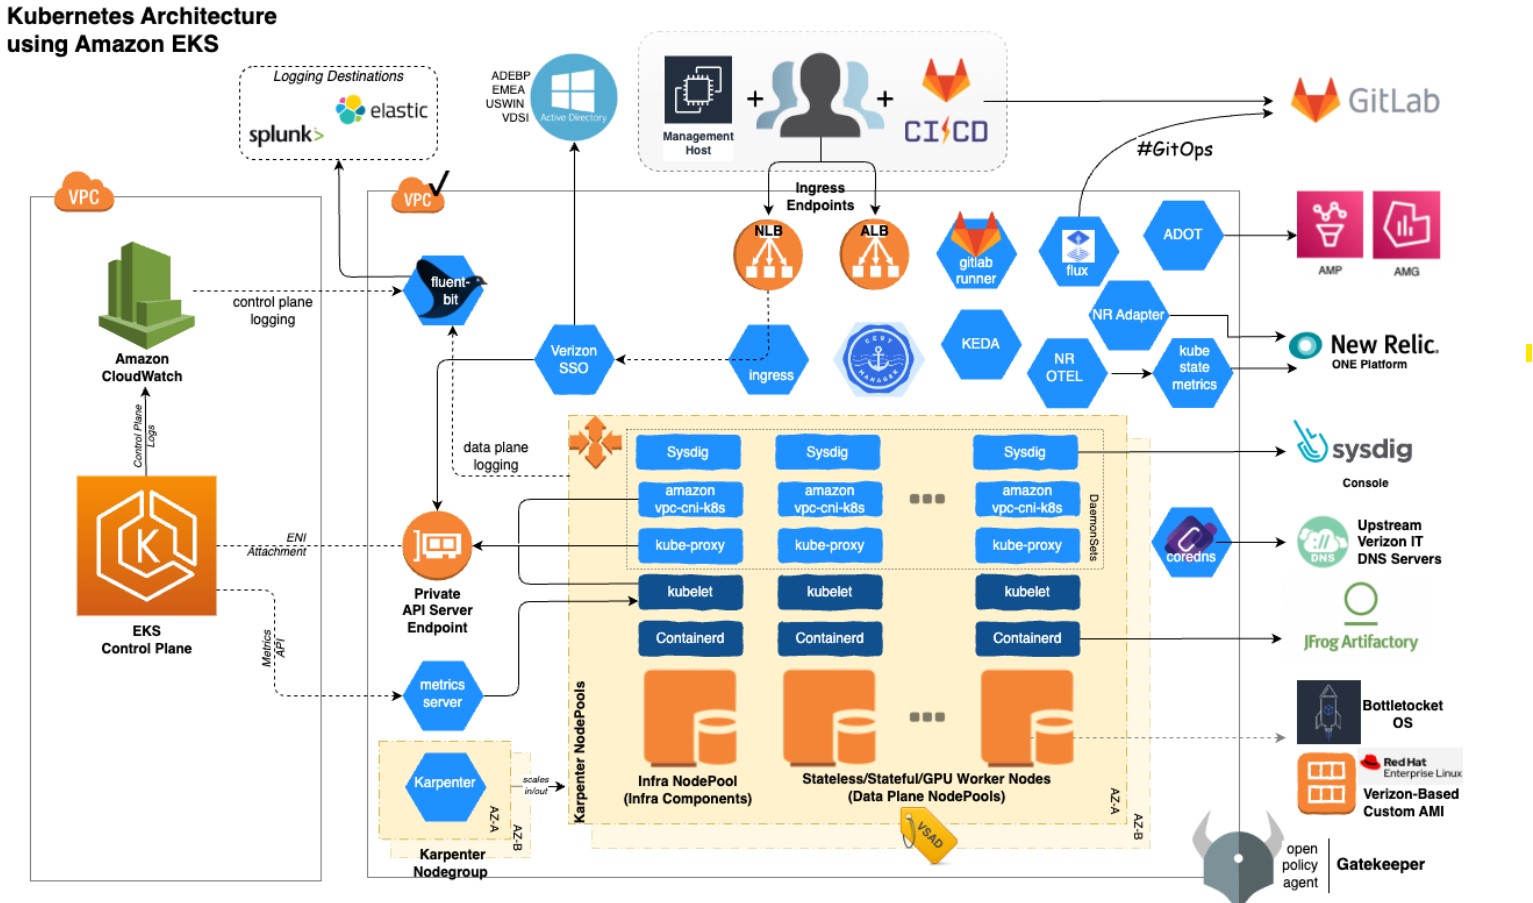 Kubernetes Architecture
using Amazon EKS
Logging Destinations
splunk>
elastic
ADEBP
EMEA
USWIN
VDSI
Active Directory
Management
Host
+
+
CI/CD
GitLab
#GitOps
Ingress
Endpoints
VPC
VPC
NLB
ALB
gitlab
runner
flux
ADOT
AMP
AMG
fluent-
bit
control plane
logging
Amazon
CloudWatch
Control Plane
Logs
Verizon
SSO
ingress
CERT
MANAGER
KEDA
NR Adapter
NR
OTEL
kube
state
metrics
New Relic.
ONE Platform
data plane
logging
Sysdig
Sysdig
Sysdig
sysdig
Console
amazon
vpc-cni-k8s
amazon
vpc-cni-k8s
amazon
vpc-cni-k8s
DaemonSets
kube-proxy
kube-proxy
kube-proxy
coredns
DNS
Upstream
Verizon IT
DNS Servers
K
EKS
Control Plane
ENI
Attachment
Private
API Server
Endpoint
kubelet
kubelet
kubelet
Containerd
Containerd
Containerd
JFrog Artifactory
Metrics
API
metrics
server
Karpenter
AZ-A
AZ-B
Karpenter
Nodegroup
scales
in/out
Karpenter NodePools
Infra NodePool
(Infra Components)
Stateless/Stateful/GPU Worker Nodes
(Data Plane NodePools)
AZ-A
AZ-B
VSAD
Bottletocket
OS
Red Hat
Enterprise Linux
Verizon-Based
Custom AMI
open
policy
agent
Gatekeeper